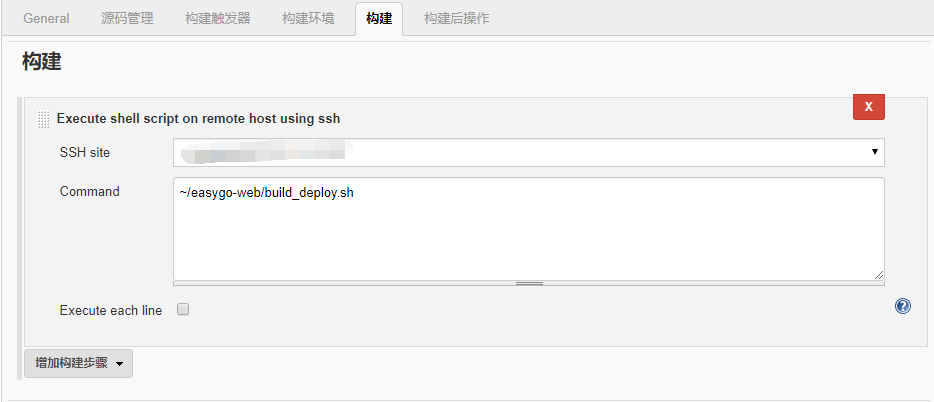 General 源码管理 构建触发器 构建环境 构建 构建后操作
构建
X
Execute shell script on remote host using ssh
SSH site
Command
~/easygo-web/build_deploy.sh
Execute each line
?
增加构建步骤